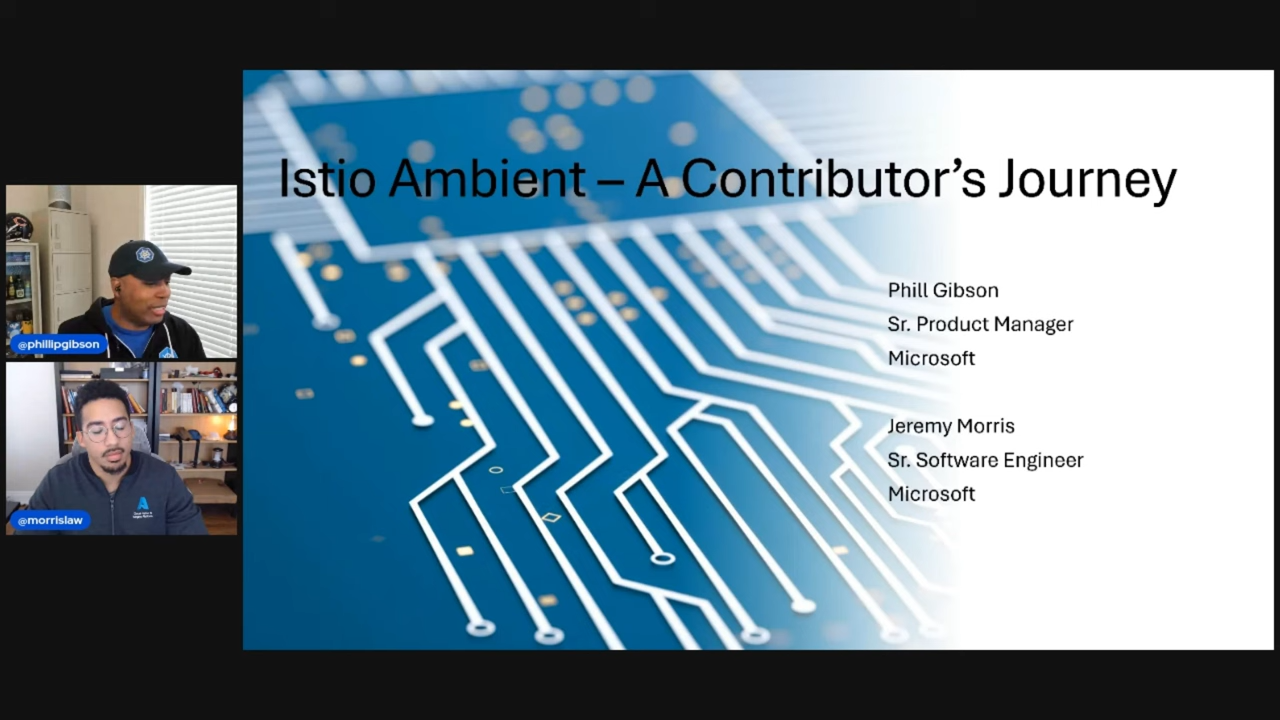 Istio Ambient – A Contributor’s Journey
Phill Gibson
Sr. Product Manager
Microsoft
Jeremy Morris
Sr. Software Engineer
Microsoft
@phillipgibson
@morrislaw